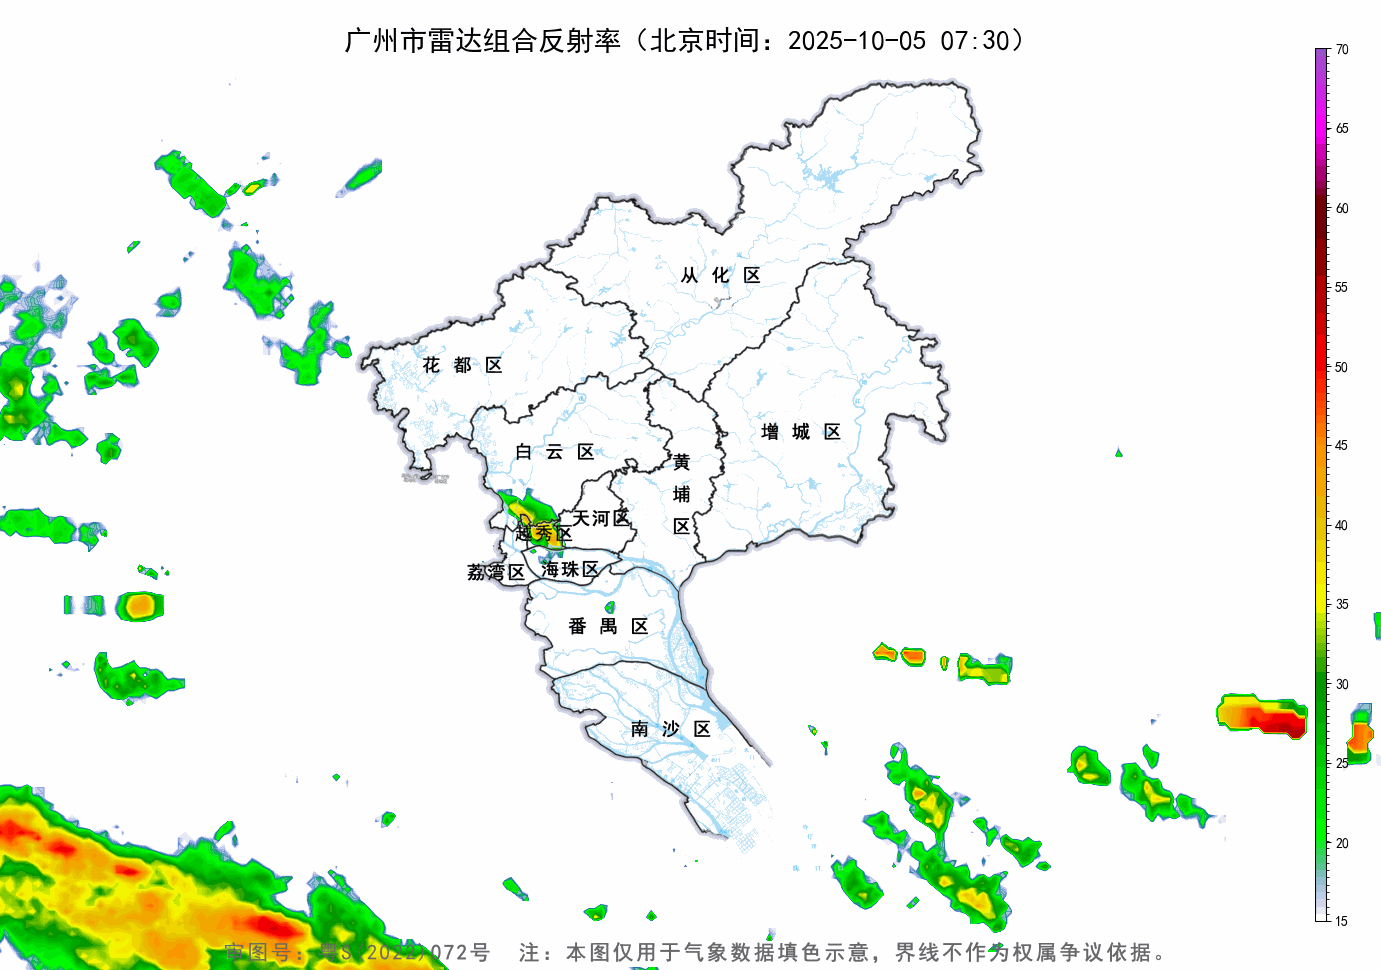 广州市雷达组合反射率（北京时间：2025-10-05 07:30）
70
65
60
55
50
45
40
35
30
25
20
15
从化区
花都区
增城区
白云区
黄埔区
天河区
越秀区
荔湾区
海珠区
番禺区
南沙区
审图号：粤S(2022)072号 注：本图仅用于气象数据填色示意，界线不作为权属争议依据。